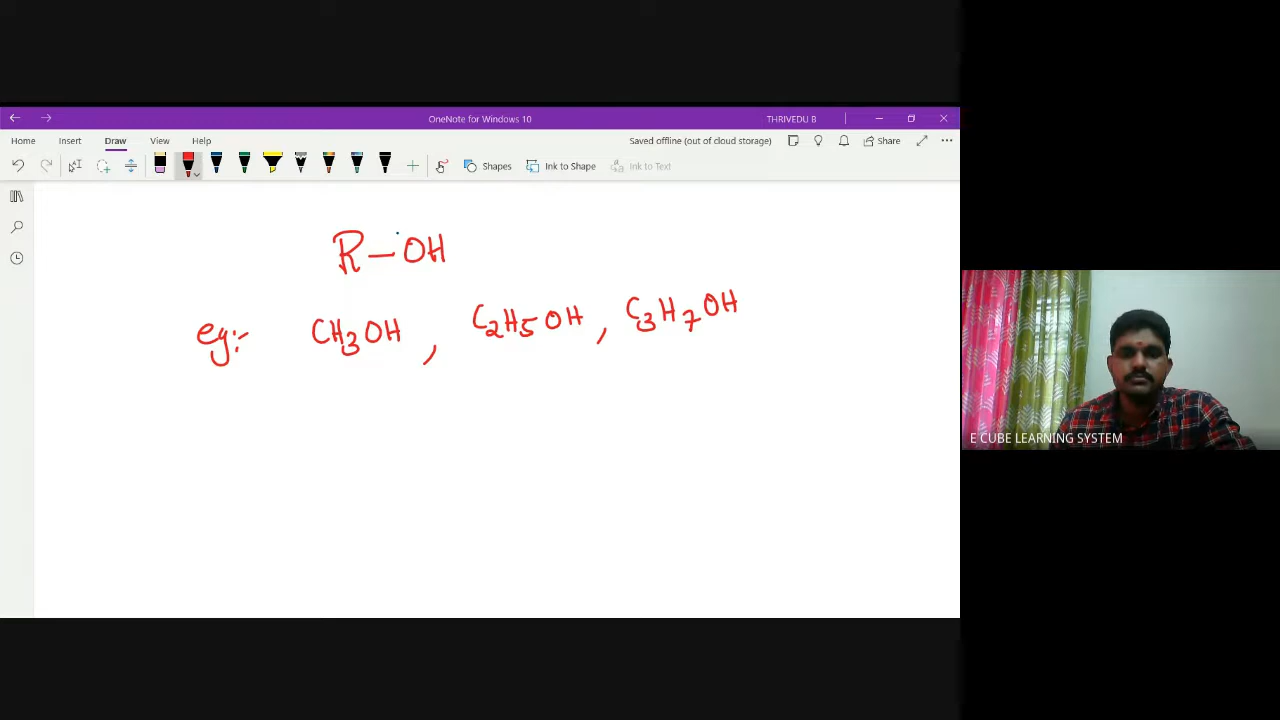 OneNote for Windows 10
THRIVEDU B
Home Insert Draw View Help
Saved offline (out of cloud storage)
Share
Shapes
Ink to Shape
Ink to Text
R-OH
eg:- CH3OH, C2H5OH, C3H7OH
E CUBE LEARNING SYSTEM